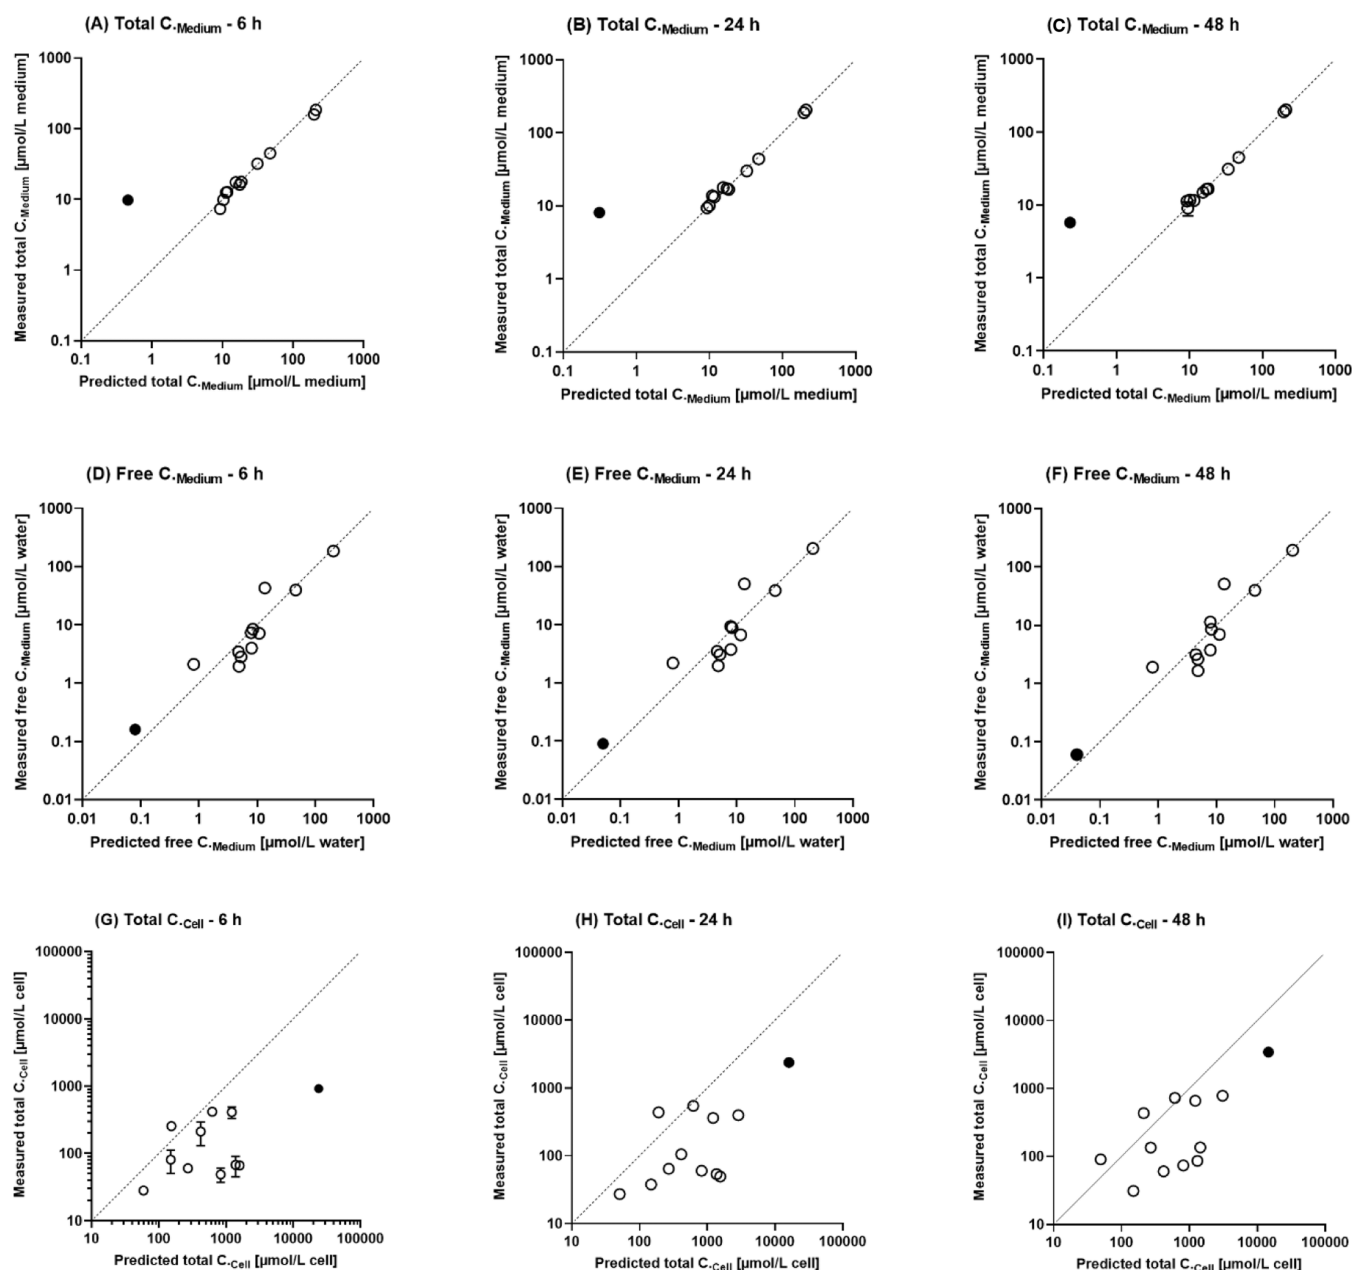 (A) Total C.Medium - 6 h
(B) Total C.Medium - 24 h
(C) Total C.Medium - 48 h
Measured total C.Medium [µmol/L medium]
1000
100
10
1
0.1
0.1 1 10 100 1000
Predicted total C.Medium [µmol/L medium]
Measured total C.Medium [µmol/L medium]
1000
100
10
1
0.1
0.1 1 10 100 1000
Predicted total C.Medium [µmol/L medium]
Measured total C.Medium [µmol/L medium]
1000
100
10
1
0.1
0.1 1 10 100 1000
Predicted total C.Medium [µmol/L medium]
(D) Free C.Medium - 6 h
(E) Free C.Medium - 24 h
(F) Free C.Medium - 48 h
Measured free C.Medium [µmol/L water]
1000
100
10
1
0.1
0.01
0.01 0.1 1 10 100 1000
Predicted free C.Medium [µmol/L water]
Measured free C.Medium [µmol/L water]
1000
100
10
1
0.1
0.01
0.01 0.1 1 10 100 1000
Predicted free C.Medium [µmol/L water]
Measured free C.Medium [µmol/L water]
1000
100
10
1
0.1
0.01
0.01 0.1 1 10 100 1000
Predicted free C.Medium [µmol/L water]
(G) Total C.Cell - 6 h
(H) Total C.Cell - 24 h
(I) Total C.Cell - 48 h
Measured total C.Cell [µmol/L cell]
100000
10000
1000
100
10
10 100 1000 10000 100000
Predicted total C.Cell [µmol/L cell]
Measured total C.Cell [µmol/L cell]
100000
10000
1000
100
10
10 100 1000 10000 100000
Predicted total C.Cell [µmol/L cell]
Measured total C.Cell [µmol/L cell]
100000
10000
1000
100
10
10 100 1000 10000 100000
Predicted total C.Cell [µmol/L cell]